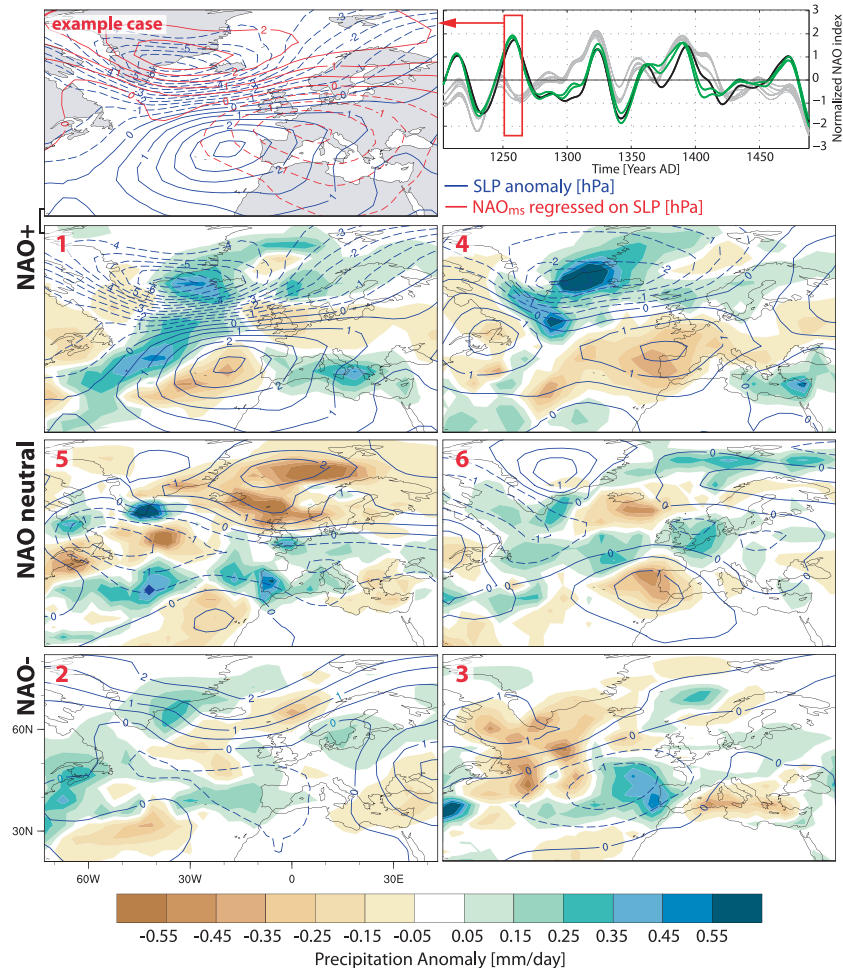 example case
3
2
1
0
−1
−2
−3
Normalized NAO index
1250
1300
1350
1400
1450
Time [Years AD]
SLP anomaly [hPa]
NAOms regressed on SLP [hPa]
NAO+
1
4
NAO neutral
5
6
NAO-
2
3
60N
30N
60W
30W
0
30E
-0.55
-0.45
-0.35
-0.25
-0.15
-0.05
0.05
0.15
0.25
0.35
0.45
0.55
Precipitation Anomaly [mm/day]